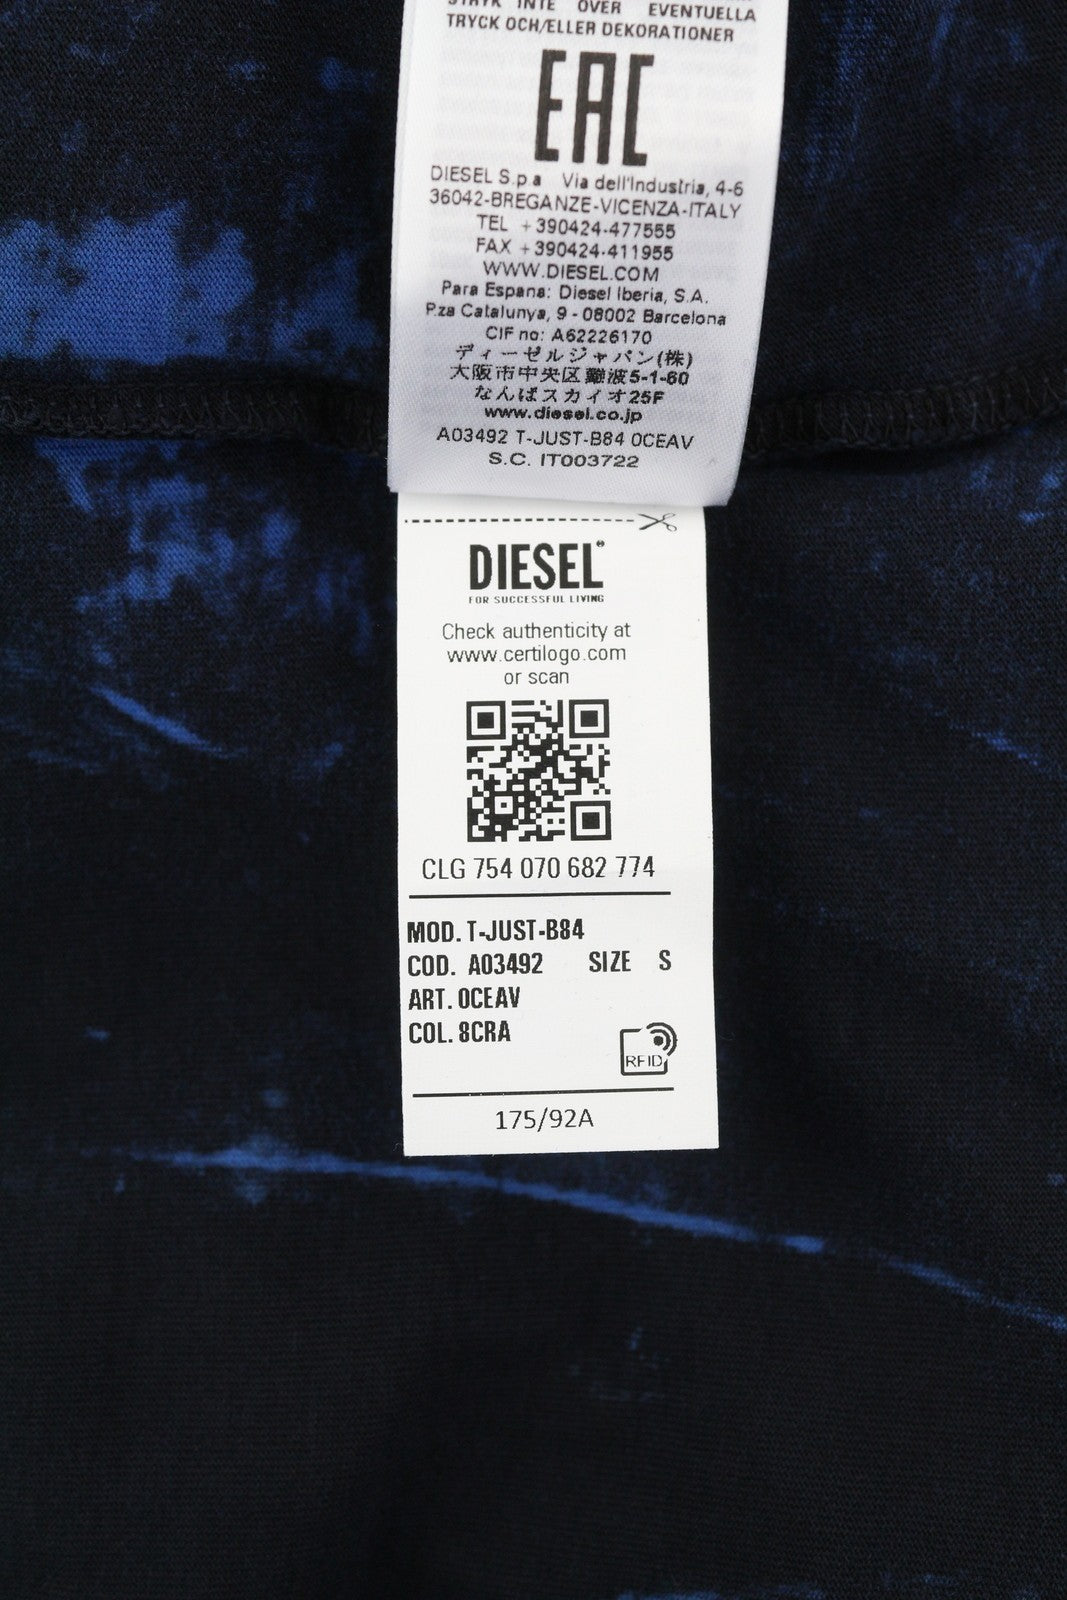 STRYK INTE ÖVER EVENTUELLA
TRYCK OCH/ELLER DEKORATIONER
EAC
DIESEL S.p.a Via dell'Industria, 4-6
36042-BREGANZE-VICENZA-ITALY
TEL +390424-477555
FAX +390424-411955
WWW.DIESEL.COM
Para Espana: Diesel Iberia, S.A.
P.za Catalunya, 9 - 08002 Barcelona
CIF no: A62226170
ディーゼルジャパン(株)
大阪市中央区難波5-1-60
なんばスカイオ25F
www.diesel.co.jp
A03492 T-JUST-B84 0CEAV
S.C. IT003722
DIESEL®
FOR SUCCESSFUL LIVING
Check authenticity at
www.certilogo.com
or scan
CLG 754 070 682 774
MOD. T-JUST-B84
COD. A03492 SIZE S
ART. 0CEAV
COL. 8CRA
RFID
175/92A